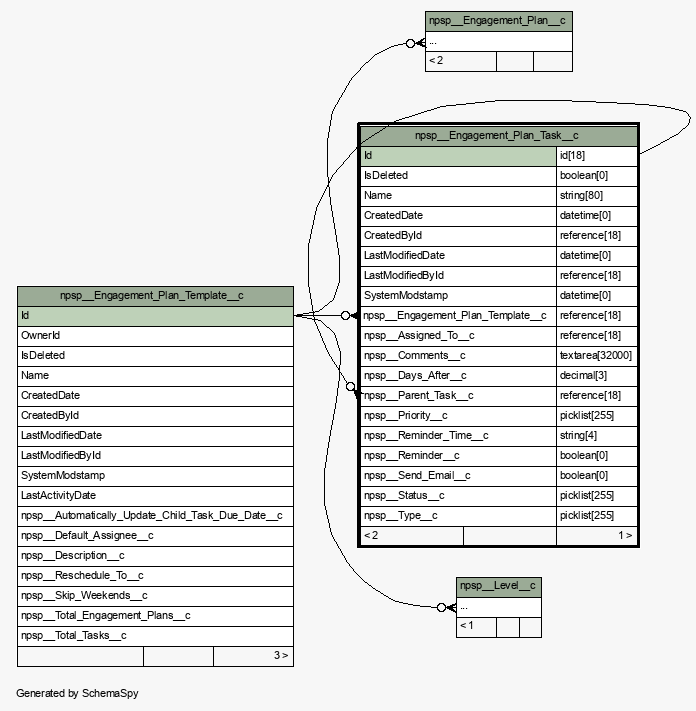 npsp__Engagement_Plan__c
...
< 2
npsp__Engagement_Plan_Task__c
Id id[18]
IsDeleted boolean[0]
Name string[80]
CreatedDate datetime[0]
CreatedById reference[18]
LastModifiedDate datetime[0]
LastModifiedById reference[18]
SystemModstamp datetime[0]
npsp__Engagement_Plan_Template__c reference[18]
npsp__Assigned_To__c reference[18]
npsp__Comments__c textarea[32000]
npsp__Days_After__c decimal[3]
npsp__Parent_Task__c reference[18]
npsp__Priority__c picklist[255]
npsp__Reminder_Time__c string[4]
npsp__Reminder__c boolean[0]
npsp__Send_Email__c boolean[0]
npsp__Status__c picklist[255]
npsp__Type__c picklist[255]
< 2 1 >
npsp__Engagement_Plan_Template__c
Id
OwnerId
IsDeleted
Name
CreatedDate
CreatedById
LastModifiedDate
LastModifiedById
SystemModstamp
LastActivityDate
npsp__Automatically_Update_Child_Task_Due_Date__c
npsp__Default_Assignee__c
npsp__Description__c
npsp__Reschedule_To__c
npsp__Skip_Weekends__c
npsp__Total_Engagement_Plans__c
npsp__Total_Tasks__c
3 >
npsp__Level__c
...
< 1
Generated by SchemaSpy